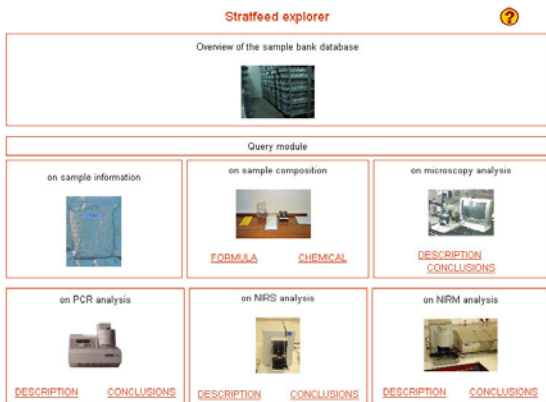 Stratfeed explorer
?
Overview of the sample bank database
Query module
on sample information
on sample composition
on microscopy analysis
FORMULA CHEMICAL
DESCRIPTION
CONCLUSIONS
on PCR analysis
on NIRS analysis
on NIRM analysis
DESCRIPTION CONCLUSIONS
DESCRIPTION CONCLUSIONS
DESCRIPTION CONCLUSIONS